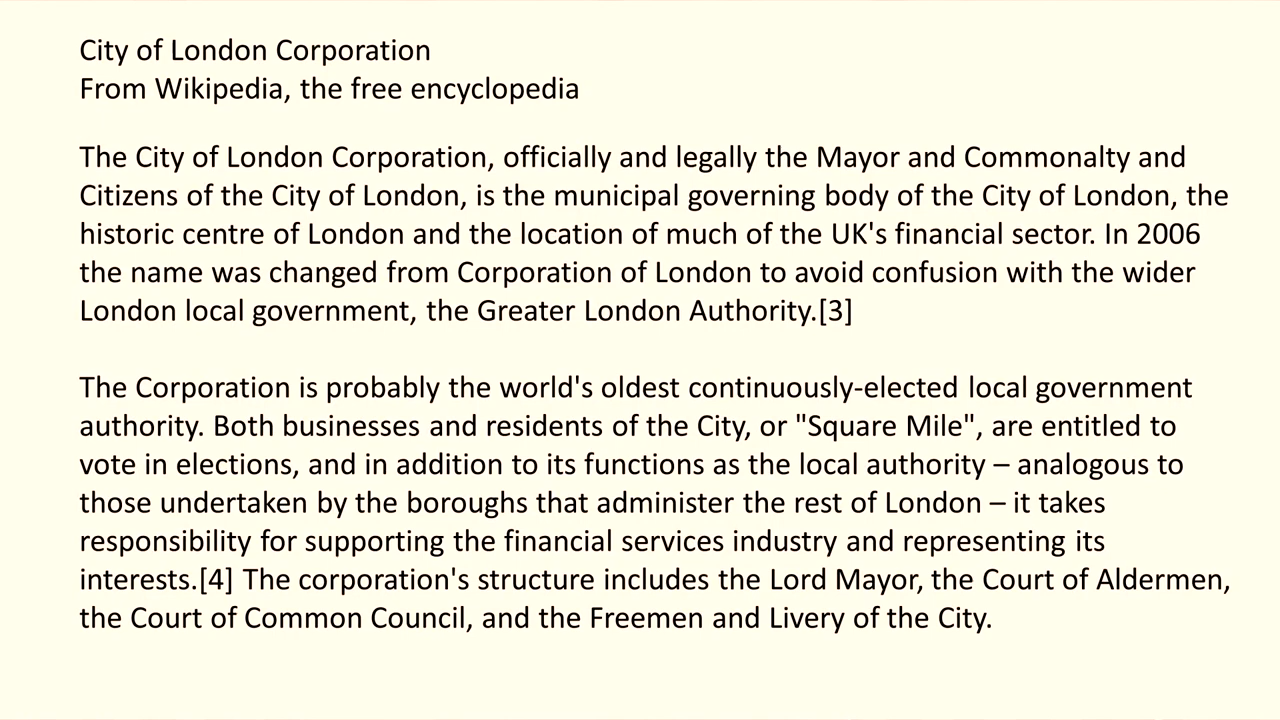 City of London Corporation
From Wikipedia, the free encyclopedia
The City of London Corporation, officially and legally the Mayor and Commonalty and
Citizens of the City of London, is the municipal governing body of the City of London, the
historic centre of London and the location of much of the UK's financial sector. In 2006
the name was changed from Corporation of London to avoid confusion with the wider
London local government, the Greater London Authority.[3]
The Corporation is probably the world's oldest continuously-elected local government
authority. Both businesses and residents of the City, or "Square Mile", are entitled to
vote in elections, and in addition to its functions as the local authority – analogous to
those undertaken by the boroughs that administer the rest of London – it takes
responsibility for supporting the financial services industry and representing its
interests.[4] The corporation's structure includes the Lord Mayor, the Court of Aldermen,
the Court of Common Council, and the Freemen and Livery of the City.